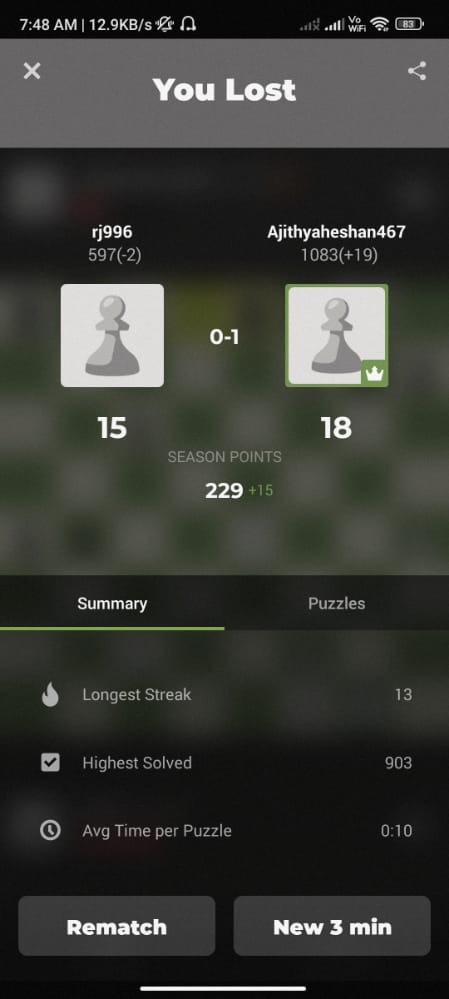 7:48 AM | 12.9KB/s
Vo
WiFi
83
You Lost
rj996
597(-2)
Ajithyaheshan467
1083(+19)
0-1
15
18
SEASON POINTS
229 +15
Summary
Puzzles
Longest Streak
13
Highest Solved
903
Avg Time per Puzzle
0:10
Rematch
New 3 min